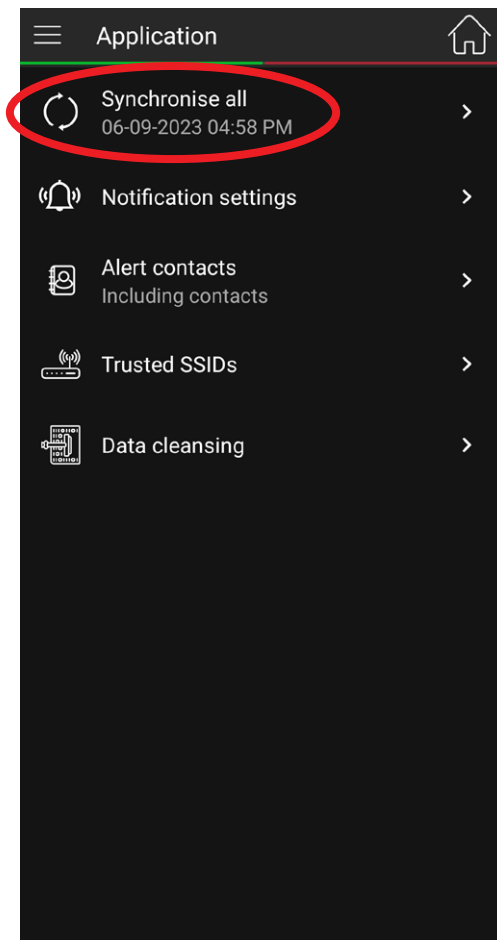 Application
Synchronise all
06-09-2023 04:58 PM
Notification settings
Alert contacts
Including contacts
Trusted SSIDs
Data cleansing